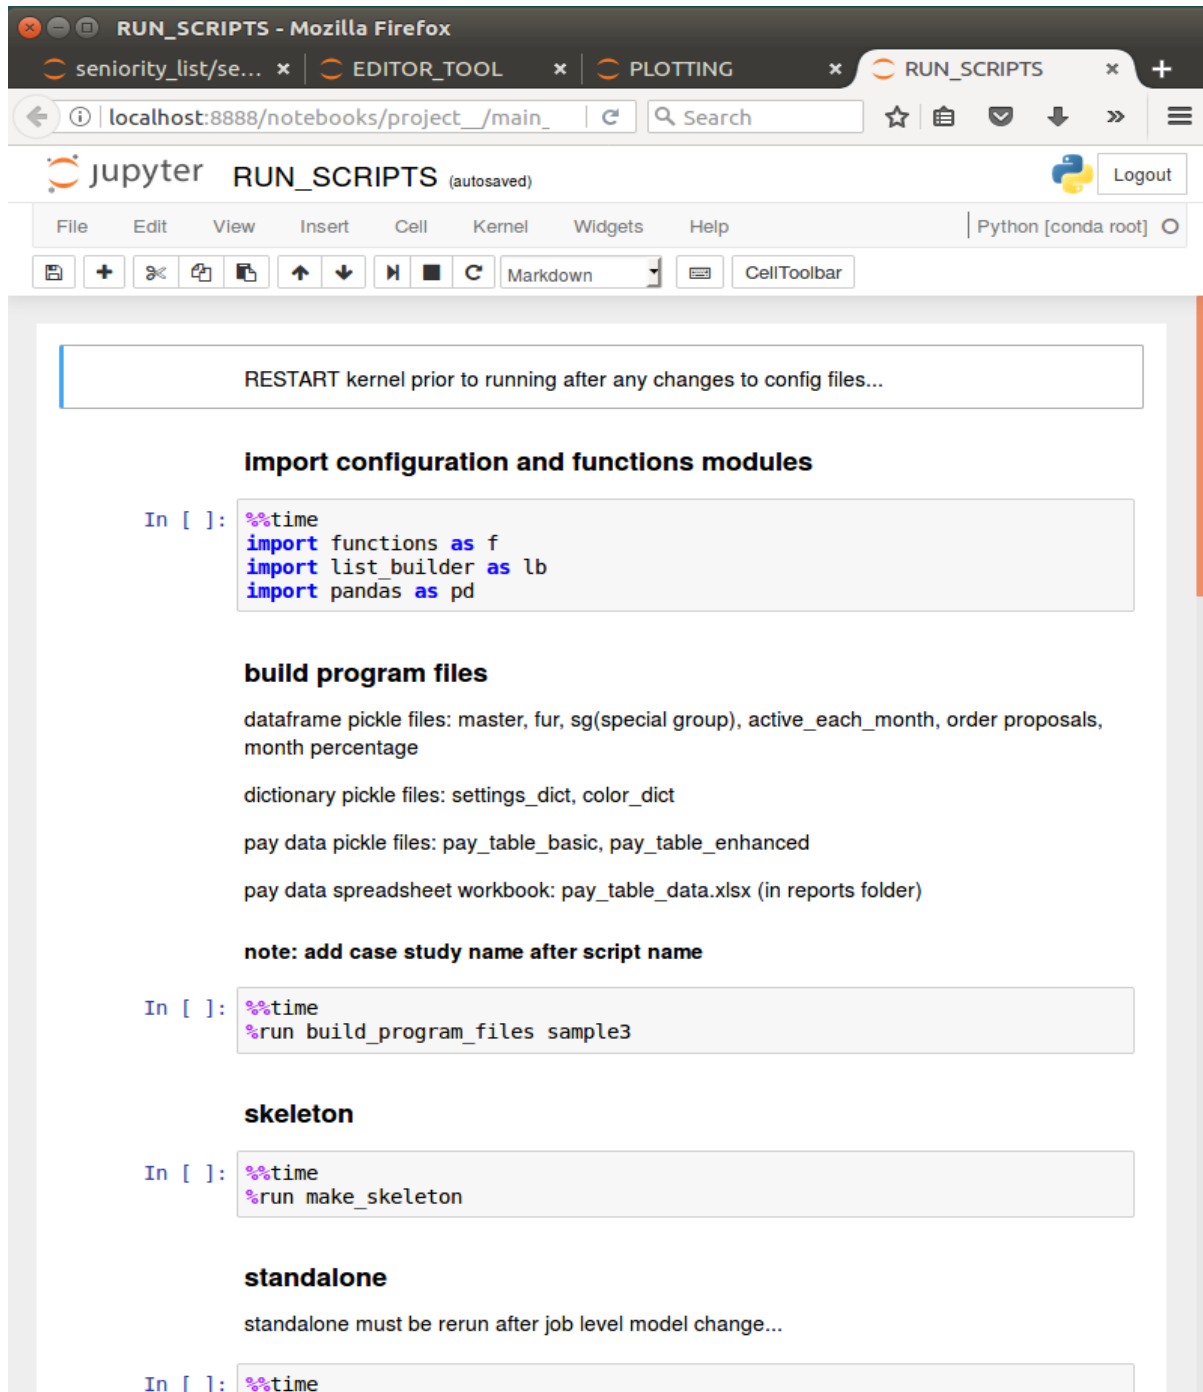 RUN_SCRIPTS - Mozilla Firefox
seniority_list/se... × EDITOR_TOOL × PLOTTING × RUN_SCRIPTS × +
localhost:8888/notebooks/project__/main_ Search
jupyter RUN_SCRIPTS (autosaved) Logout
File Edit View Insert Cell Kernel Widgets Help Python [conda root]
Markdown CellToolbar
RESTART kernel prior to running after any changes to config files...
import configuration and functions modules
In [ ]: %%time
import functions as f
import list_builder as lb
import pandas as pd
build program files
dataframe pickle files: master, fur, sg(special group), active_each_month, order proposals,
month percentage
dictionary pickle files: settings_dict, color_dict
pay data pickle files: pay_table_basic, pay_table_enhanced
pay data spreadsheet workbook: pay_table_data.xlsx (in reports folder)
note: add case study name after script name
In [ ]: %%time
%run build_program_files sample3
skeleton
In [ ]: %%time
%run make_skeleton
standalone
standalone must be rerun after job level model change...
In [ ]: %%time